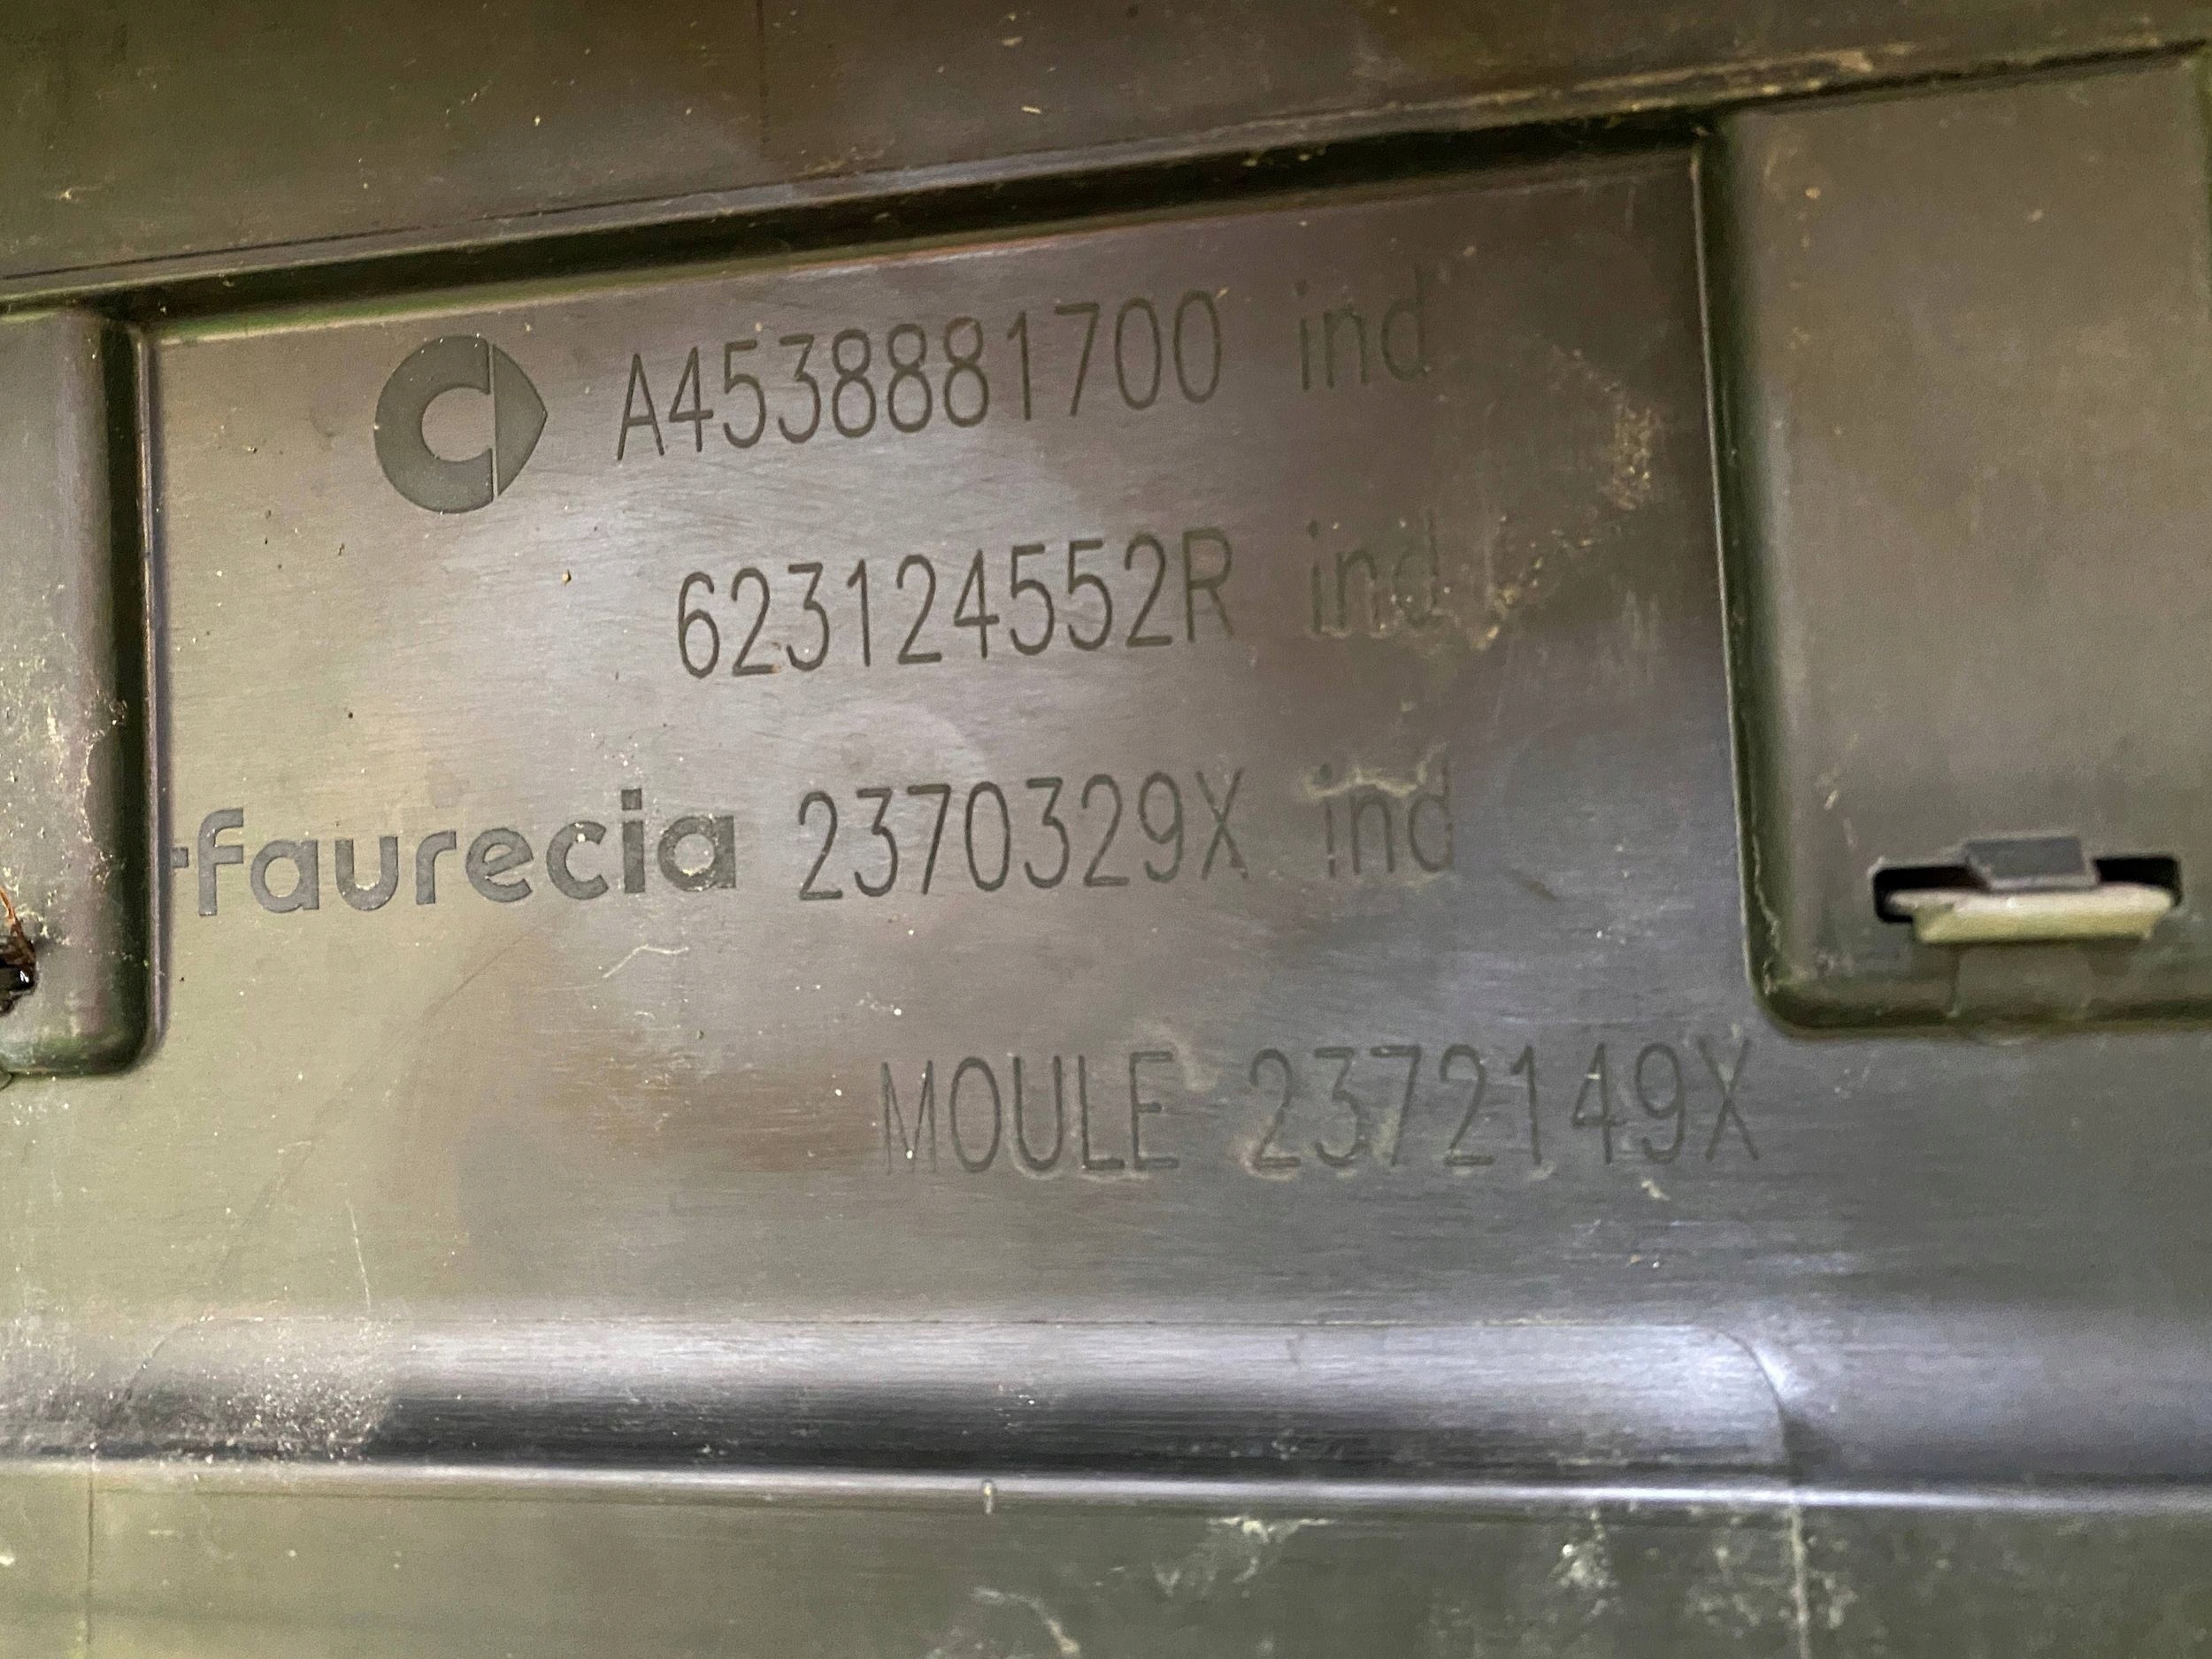 A4538881700 ind
623124552R ind
faurecia 2370329X ind
MOULE 2372149X